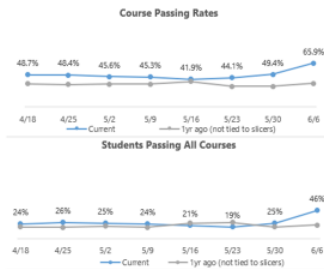 Course Passing Rates
48.7% 48.4% 45.6% 45.3% 41.9% 44.1% 49.4% 65.9%
4/18 4/25 5/2 5/9 5/16 5/23 5/30 6/6
Current 1yr ago (not tied to slicers)
Students Passing All Courses
24% 26% 25% 24% 21% 19% 25% 46%
4/18 4/25 5/2 5/9 5/16 5/23 5/30 6/6
Current 1yr ago (not tied to slicers)